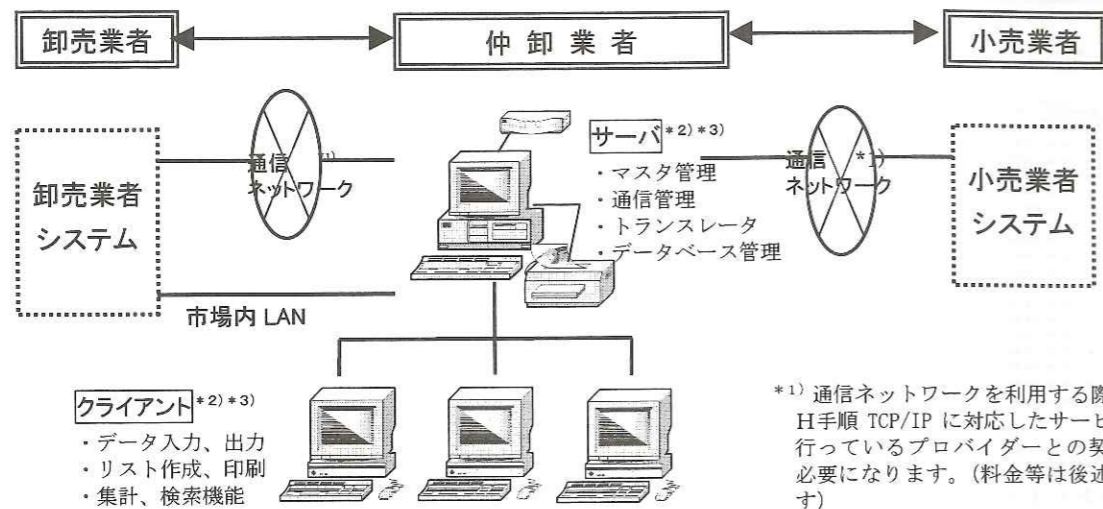 卸売業者
仲卸業者
小売業者
卸売業者
システム
通信*1)
ネットワーク
市場内 LAN
サーバ*2)*3)
・マスタ管理
・通信管理
・トランスレータ
・データベース管理
通信*1)
ネットワーク
小売業者
システム
クライアント*2)*3)
・データ入力、出力
・リスト作成、印刷
・集計、検索機能
*1) 通信ネットワークを利用する際
H手順 TCP/IP に対応したサービ
行っているプロバイダーとの契
必要になります。(料金等は後述
す)